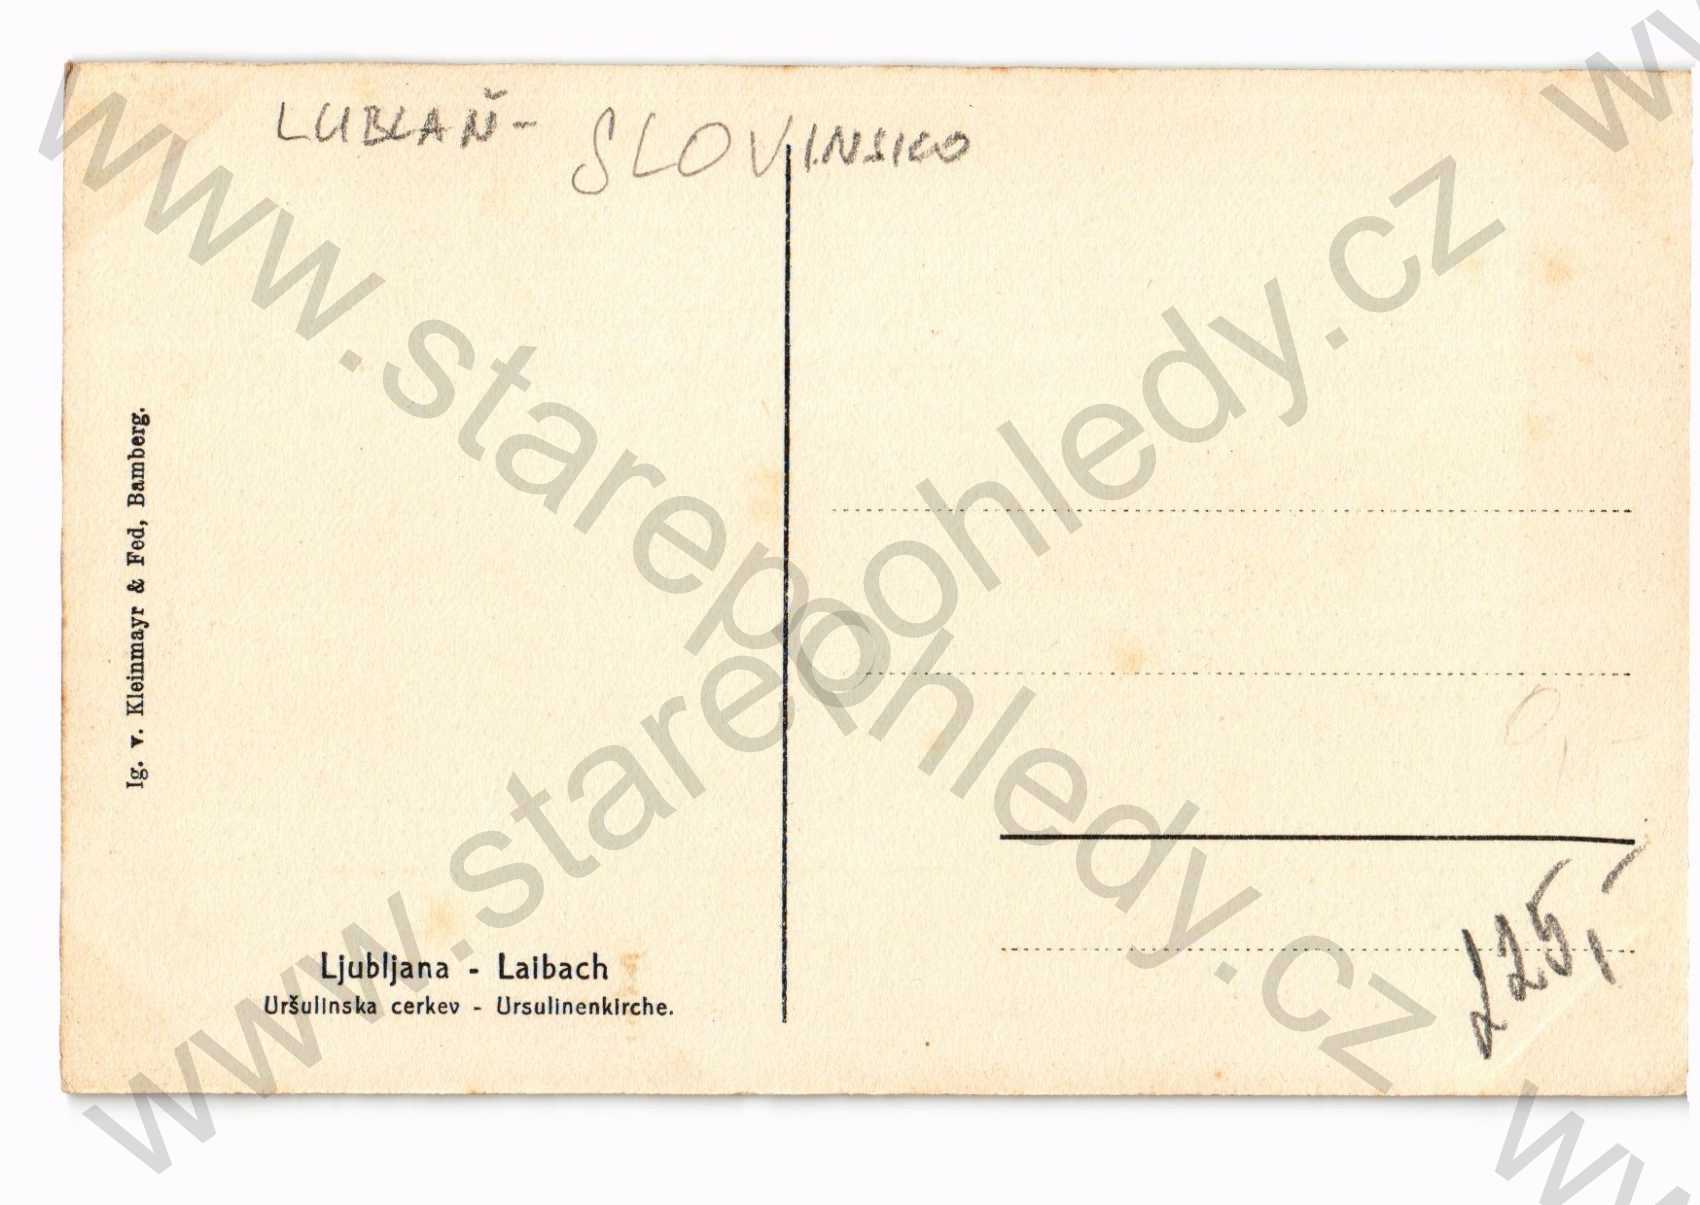 LUBLAŇ - SLOVINSKO
Ig. v. Kleinmayr & Fed, Bamberg.
Ljubljana - Laibach
Uršulinska cerkev - Ursulinenkirche.
125,-
www.starepohledy.cz
www.starepohledy.cz